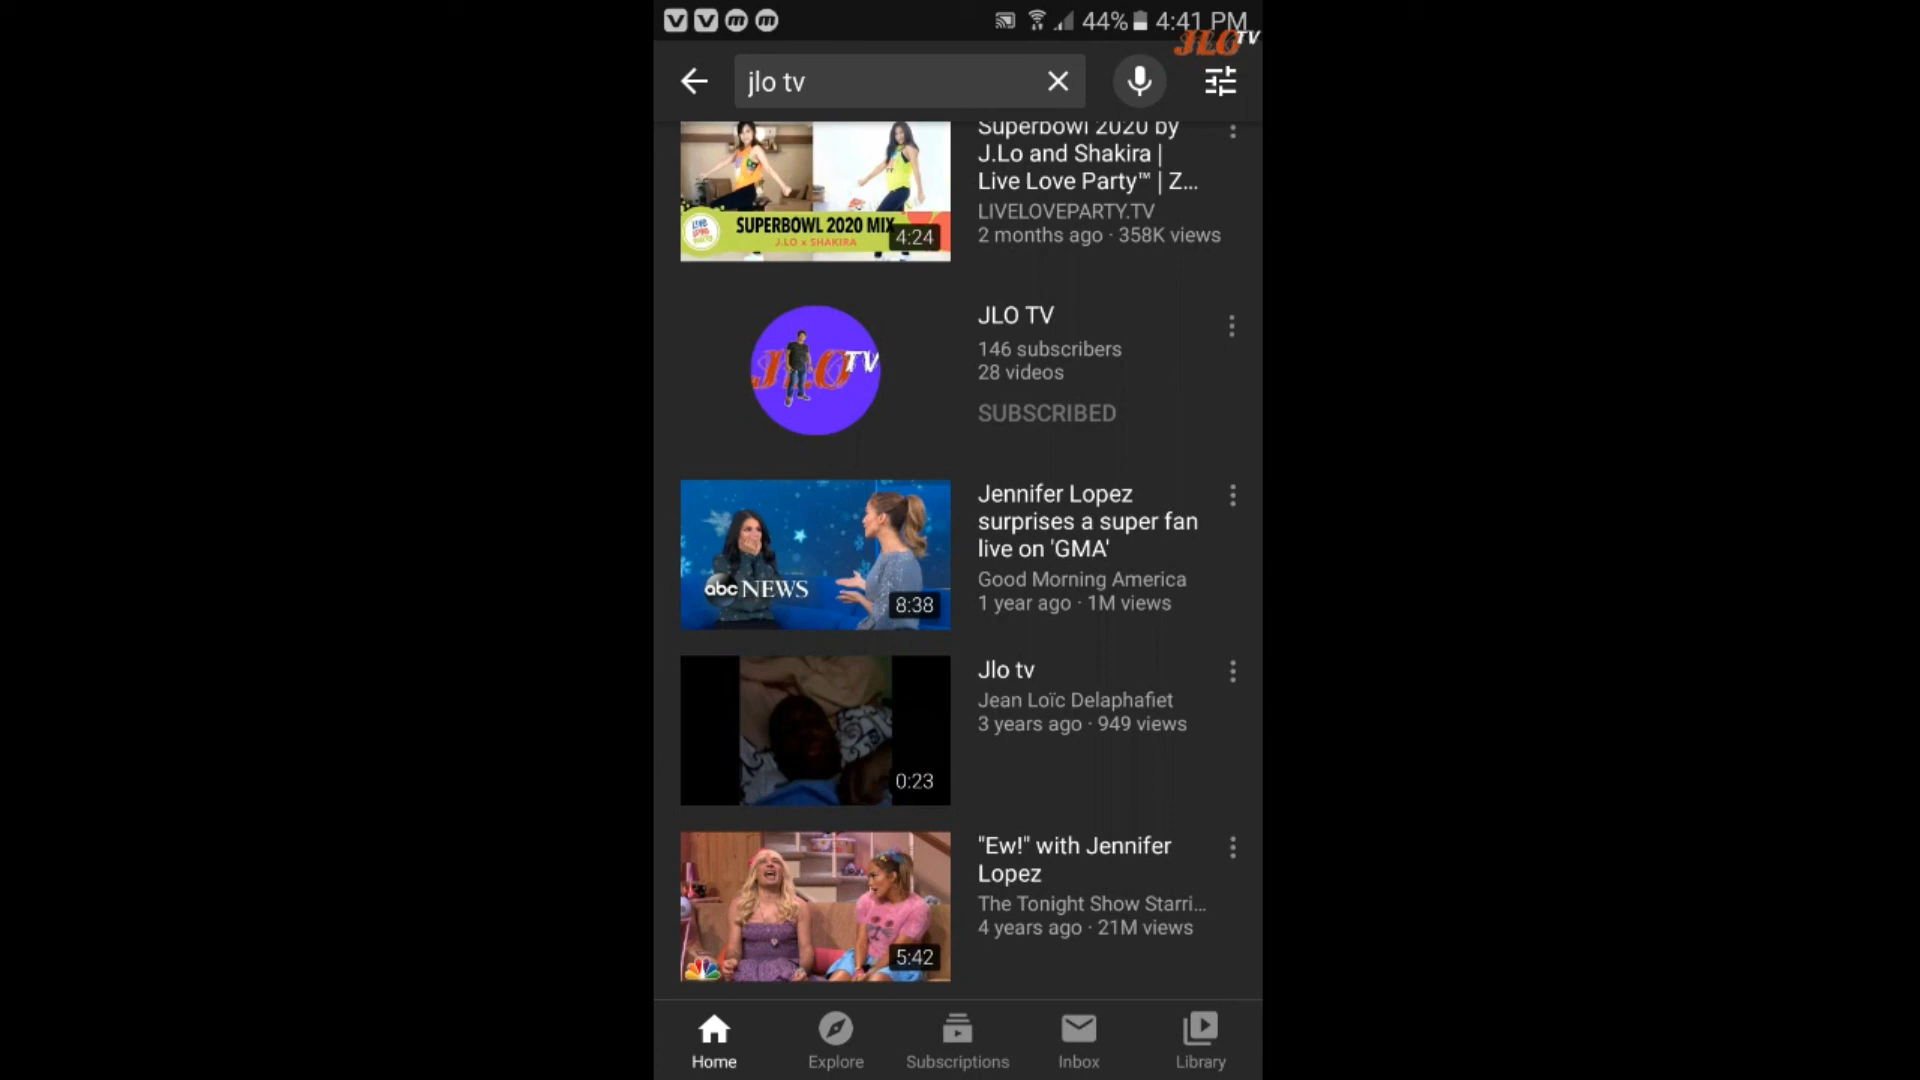 44% 4:41 PM
JLO TV
jlo tv
Superbowl 2020 by
J.Lo and Shakira |
Live Love Party™ | Z...
LIVELOVEPARTY.TV
2 months ago · 358K views
SUPERBOWL 2020 MIX
J.LO x SHAKIRA
4:24
JLO TV
JLO TV
146 subscribers
28 videos
SUBSCRIBED
Jennifer Lopez
surprises a super fan
live on 'GMA'
Good Morning America
1 year ago · 1M views
abc NEWS
8:38
Jlo tv
Jean Loïc Delaphafiet
3 years ago · 949 views
0:23
"Ew!" with Jennifer
Lopez
The Tonight Show Starri...
4 years ago · 21M views
5:42
Home Explore Subscriptions Inbox Library